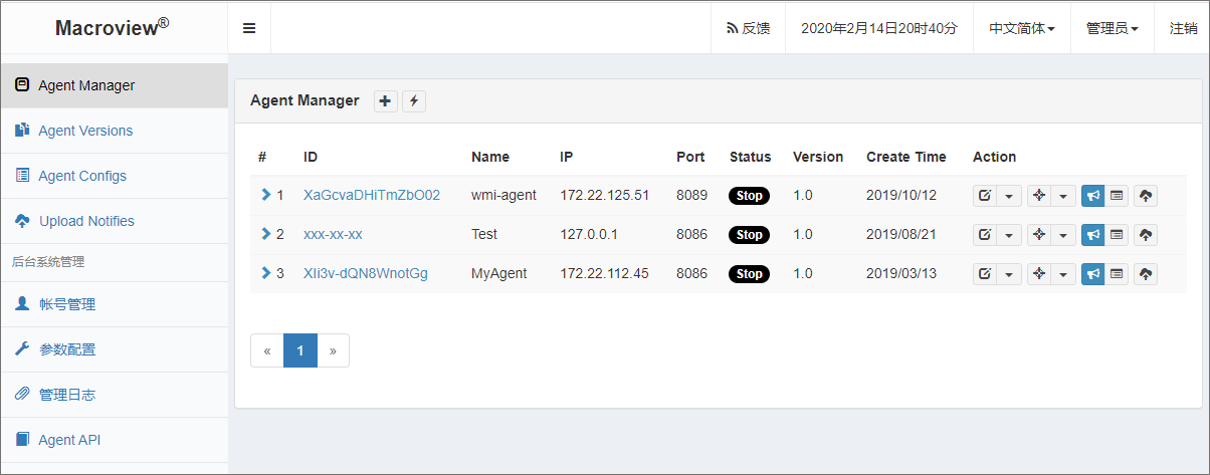 Macroview®
反馈
2020年2月14日20时40分
中文简体
管理员
注销
Agent Manager
Agent Versions
Agent Configs
Upload Notifies
后台系统管理
帐号管理
参数配置
管理日志
Agent API
Agent Manager
# ID Name IP Port Status Version Create Time Action
1 XaGcvaDHiTmZbO02 wmi-agent 172.22.125.51 8089 Stop 1.0 2019/10/12
2 xxx-xx-xx Test 127.0.0.1 8086 Stop 1.0 2019/08/21
3 XIi3v-dQN8WnotGg MyAgent 172.22.112.45 8086 Stop 1.0 2019/03/13
« 1 »